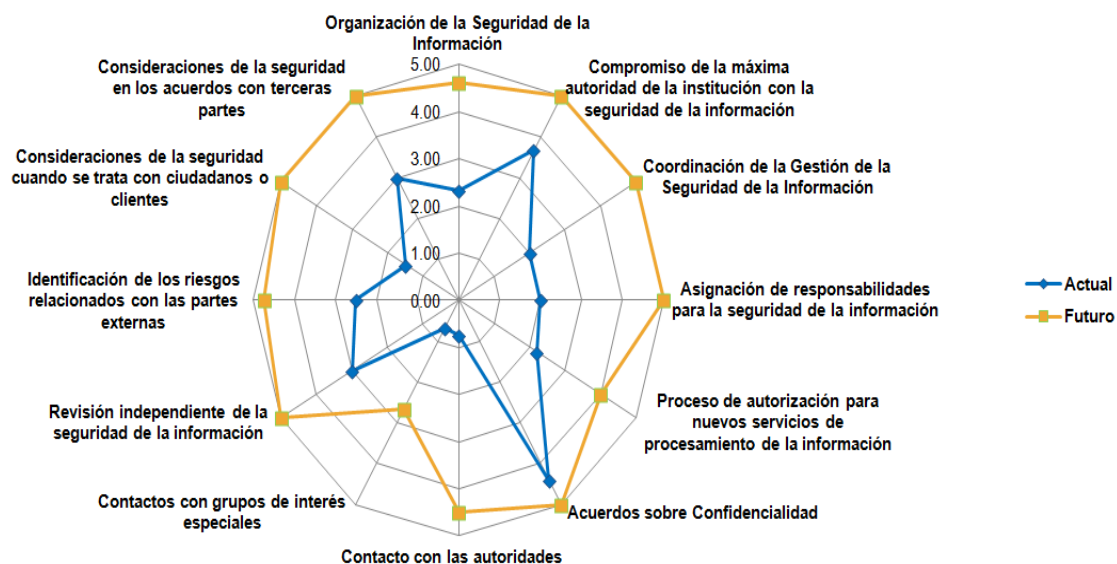 Organización de la Seguridad de la
Información
5.00
4.00
3.00
2.00
1.00
0.00
Compromiso de la máxima
autoridad de la institución con la
seguridad de la información
Coordinación de la Gestión de la
Seguridad de la Información
Asignación de responsabilidades
para la seguridad de la información
Proceso de autorización para
nuevos servicios de
procesamiento de la información
Acuerdos sobre Confidencialidad
Contacto con las autoridades
Contactos con grupos de interés
especiales
Revisión independiente de la
seguridad de la información
Identificación de los riesgos
relacionados con las partes
externas
Consideraciones de la seguridad
cuando se trata con ciudadanos o
clientes
Consideraciones de la seguridad
en los acuerdos con terceras
partes
Actual
Futuro